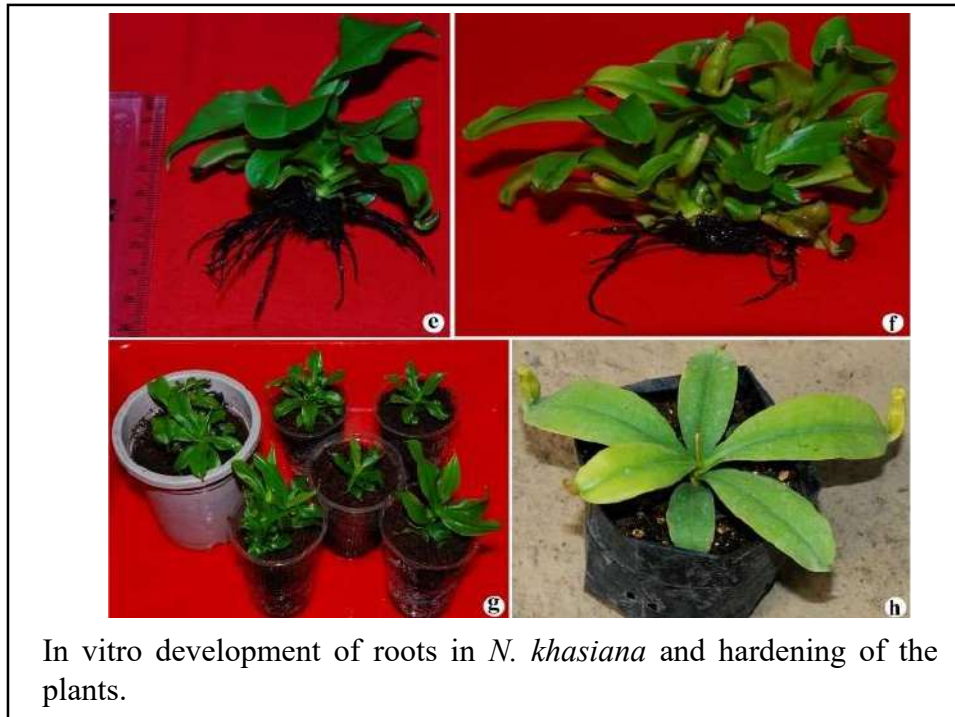 e
f
g
h
In vitro development of roots in N. khasiana and hardening of the
plants.